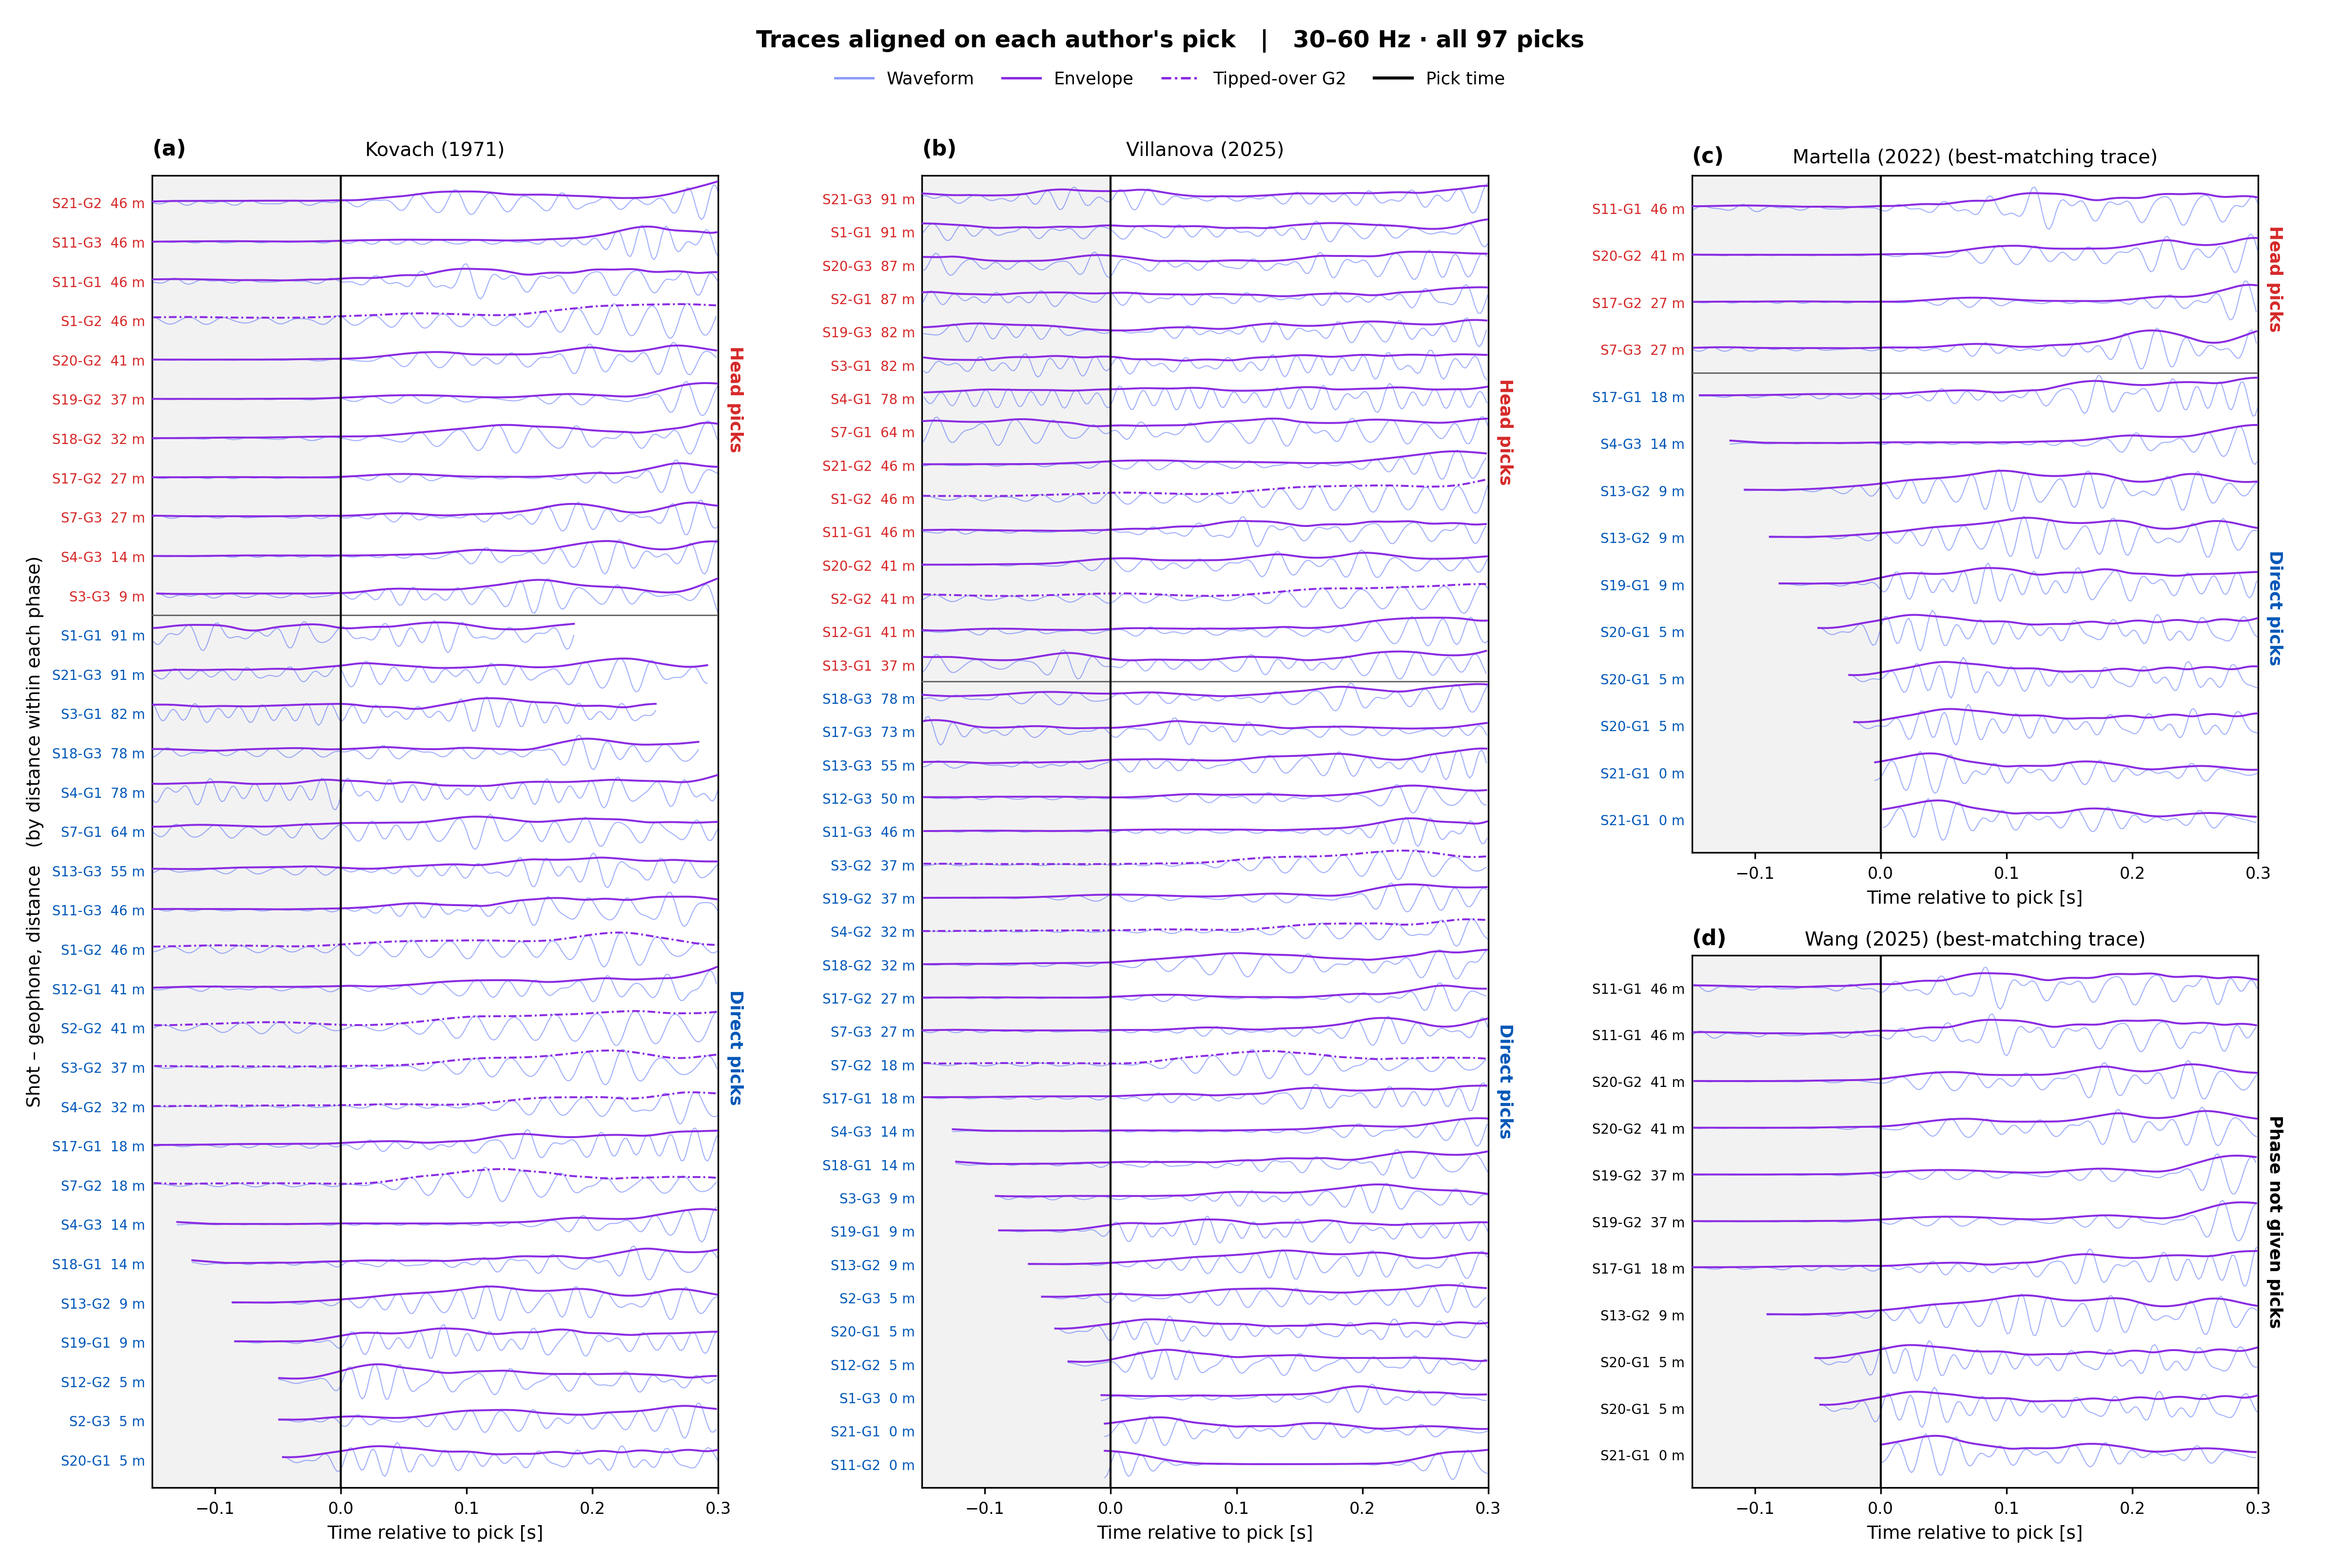 Traces aligned on each author's pick | 30–60 Hz · all 97 picks
Waveform Envelope Tipped-over G2 Pick time
(a) Kovach (1971)
Shot – geophone, distance (by distance within each phase)
S21-G2 46 m
S11-G3 46 m
S11-G1 46 m
S1-G2 46 m
S20-G2 41 m
S19-G2 37 m
S18-G2 32 m
S17-G2 27 m
S7-G3 27 m
S4-G3 14 m
S3-G3 9 m
Head picks
S1-G1 91 m
S21-G3 91 m
S3-G1 82 m
S18-G3 78 m
S4-G1 78 m
S7-G1 64 m
S13-G3 55 m
S11-G3 46 m
S1-G2 46 m
S12-G1 41 m
S2-G2 41 m
S3-G2 37 m
S4-G2 32 m
S17-G1 18 m
S7-G2 18 m
S4-G3 14 m
S18-G1 14 m
S13-G2 9 m
S19-G1 9 m
S12-G2 5 m
S2-G3 5 m
S20-G1 5 m
Direct picks
−0.1 0.0 0.1 0.2 0.3
Time relative to pick [s]
(b) Villanova (2025)
S21-G3 91 m
S1-G1 91 m
S20-G3 87 m
S2-G1 87 m
S19-G3 82 m
S3-G1 82 m
S4-G1 78 m
S7-G1 64 m
S21-G2 46 m
S1-G2 46 m
S11-G1 46 m
S20-G2 41 m
S2-G2 41 m
S12-G1 41 m
S13-G1 37 m
Head picks
S18-G3 78 m
S17-G3 73 m
S13-G3 55 m
S12-G3 50 m
S11-G3 46 m
S3-G2 37 m
S19-G2 37 m
S4-G2 32 m
S18-G2 32 m
S17-G2 27 m
S7-G3 27 m
S7-G2 18 m
S17-G1 18 m
S4-G3 14 m
S18-G1 14 m
S3-G3 9 m
S19-G1 9 m
S13-G2 9 m
S2-G3 5 m
S20-G1 5 m
S12-G2 5 m
S1-G3 0 m
S21-G1 0 m
S11-G2 0 m
Direct picks
−0.1 0.0 0.1 0.2 0.3
Time relative to pick [s]
(c) Martella (2022) (best-matching trace)
S11-G1 46 m
S20-G2 41 m
S17-G2 27 m
S7-G3 27 m
Head picks
S17-G1 18 m
S4-G3 14 m
S13-G2 9 m
S13-G2 9 m
S19-G1 9 m
S20-G1 5 m
S20-G1 5 m
S20-G1 5 m
S21-G1 0 m
S21-G1 0 m
Direct picks
−0.1 0.0 0.1 0.2 0.3
Time relative to pick [s]
(d) Wang (2025) (best-matching trace)
S11-G1 46 m
S11-G1 46 m
S20-G2 41 m
S20-G2 41 m
S19-G2 37 m
S19-G2 37 m
S17-G1 18 m
S13-G2 9 m
S20-G1 5 m
S20-G1 5 m
S21-G1 0 m
Phase not given picks
−0.1 0.0 0.1 0.2 0.3
Time relative to pick [s]